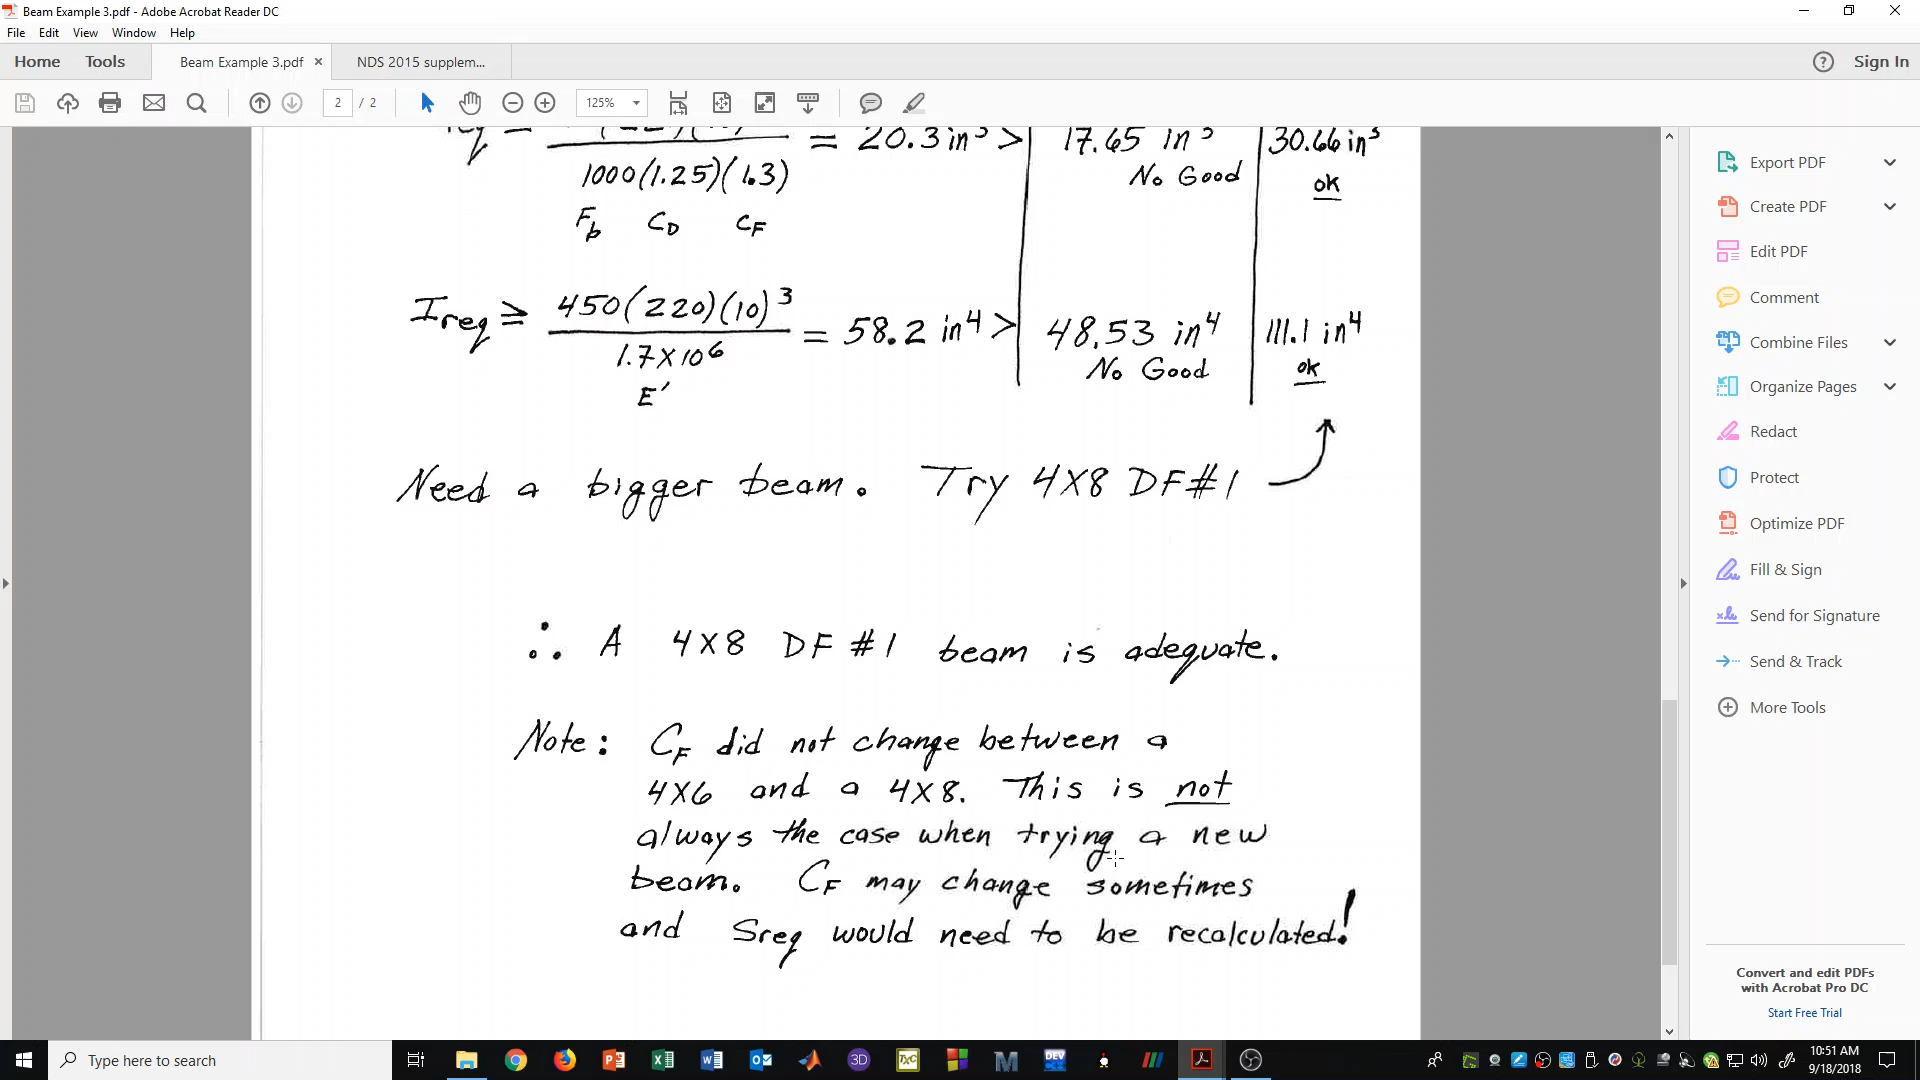 Beam Example 3.pdf - Adobe Acrobat Reader DC
File Edit View Window Help
Home Tools Beam Example 3.pdf × NDS 2015 supplem... Sign In
2 / 2 125%
= 20.3 in³ > 17.65 in³ 30.66 in³
1000(1.25)(1.3) No Good ok
F_b C_D C_F
I_req ≥ 450(220)(10)³ = 58.2 in⁴ > 48.53 in⁴ 111.1 in⁴
1.7X10⁶ No Good ok
E'
Need a bigger beam. Try 4X8 DF#1
∴ A 4X8 DF #1 beam is adequate.
Note: C_F did not change between a
4X6 and a 4X8. This is not
always the case when trying a new
beam. C_F may change sometimes
and Sreq would need to be recalculated!
Export PDF
Create PDF
Edit PDF
Comment
Combine Files
Organize Pages
Redact
Protect
Optimize PDF
Fill & Sign
Send for Signature
Send & Track
More Tools
Convert and edit PDFs
with Acrobat Pro DC
Start Free Trial
Type here to search
10:51 AM
9/18/2018